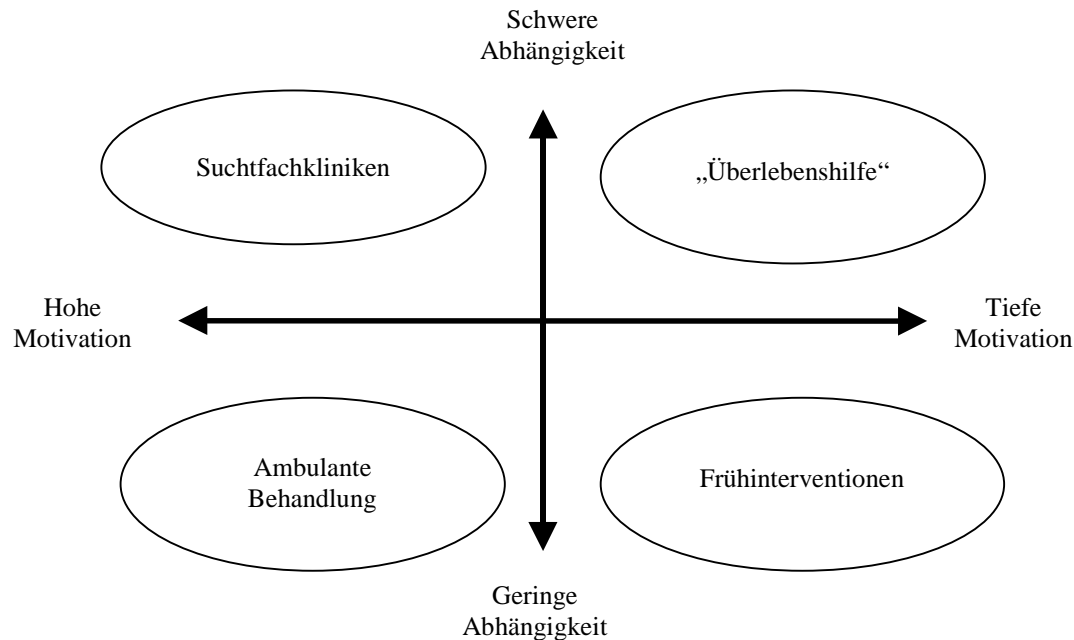 Schwere
Abhängigkeit
Suchtfachkliniken
„Überlebenshilfe“
Hohe
Motivation
Tiefe
Motivation
Ambulante
Behandlung
Frühinterventionen
Geringe
Abhängigkeit